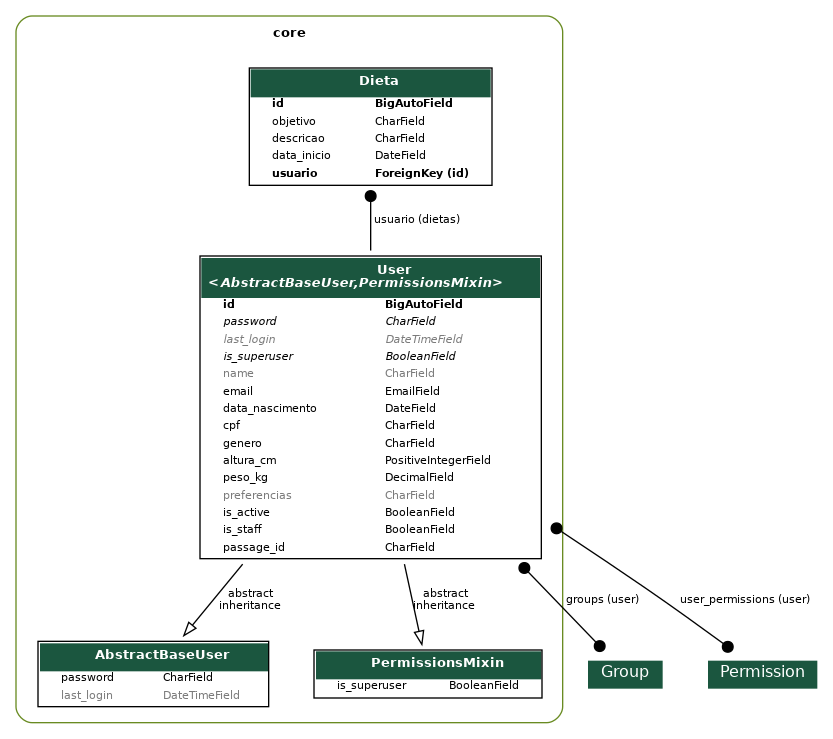 core
Dieta
id BigAutoField
objetivo CharField
descricao CharField
data_inicio DateField
usuario ForeignKey (id)
usuario (dietas)
User
<AbstractBaseUser,PermissionsMixin>
id BigAutoField
password CharField
last_login DateTimeField
is_superuser BooleanField
name CharField
email EmailField
data_nascimento DateField
cpf CharField
genero CharField
altura_cm PositiveIntegerField
peso_kg DecimalField
preferencias CharField
is_active BooleanField
is_staff BooleanField
passage_id CharField
abstract
inheritance
abstract
inheritance
groups (user)
user_permissions (user)
AbstractBaseUser
password CharField
last_login DateTimeField
PermissionsMixin
is_superuser BooleanField
Group
Permission